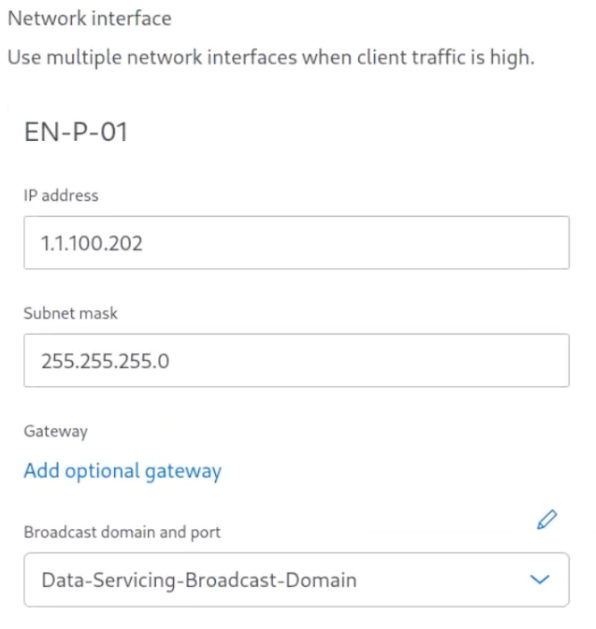 Network interface
Use multiple network interfaces when client traffic is high.
EN-P-01
IP address
1.1.100.202
Subnet mask
255.255.255.0
Gateway
Add optional gateway
Broadcast domain and port
Data-Servicing-Broadcast-Domain